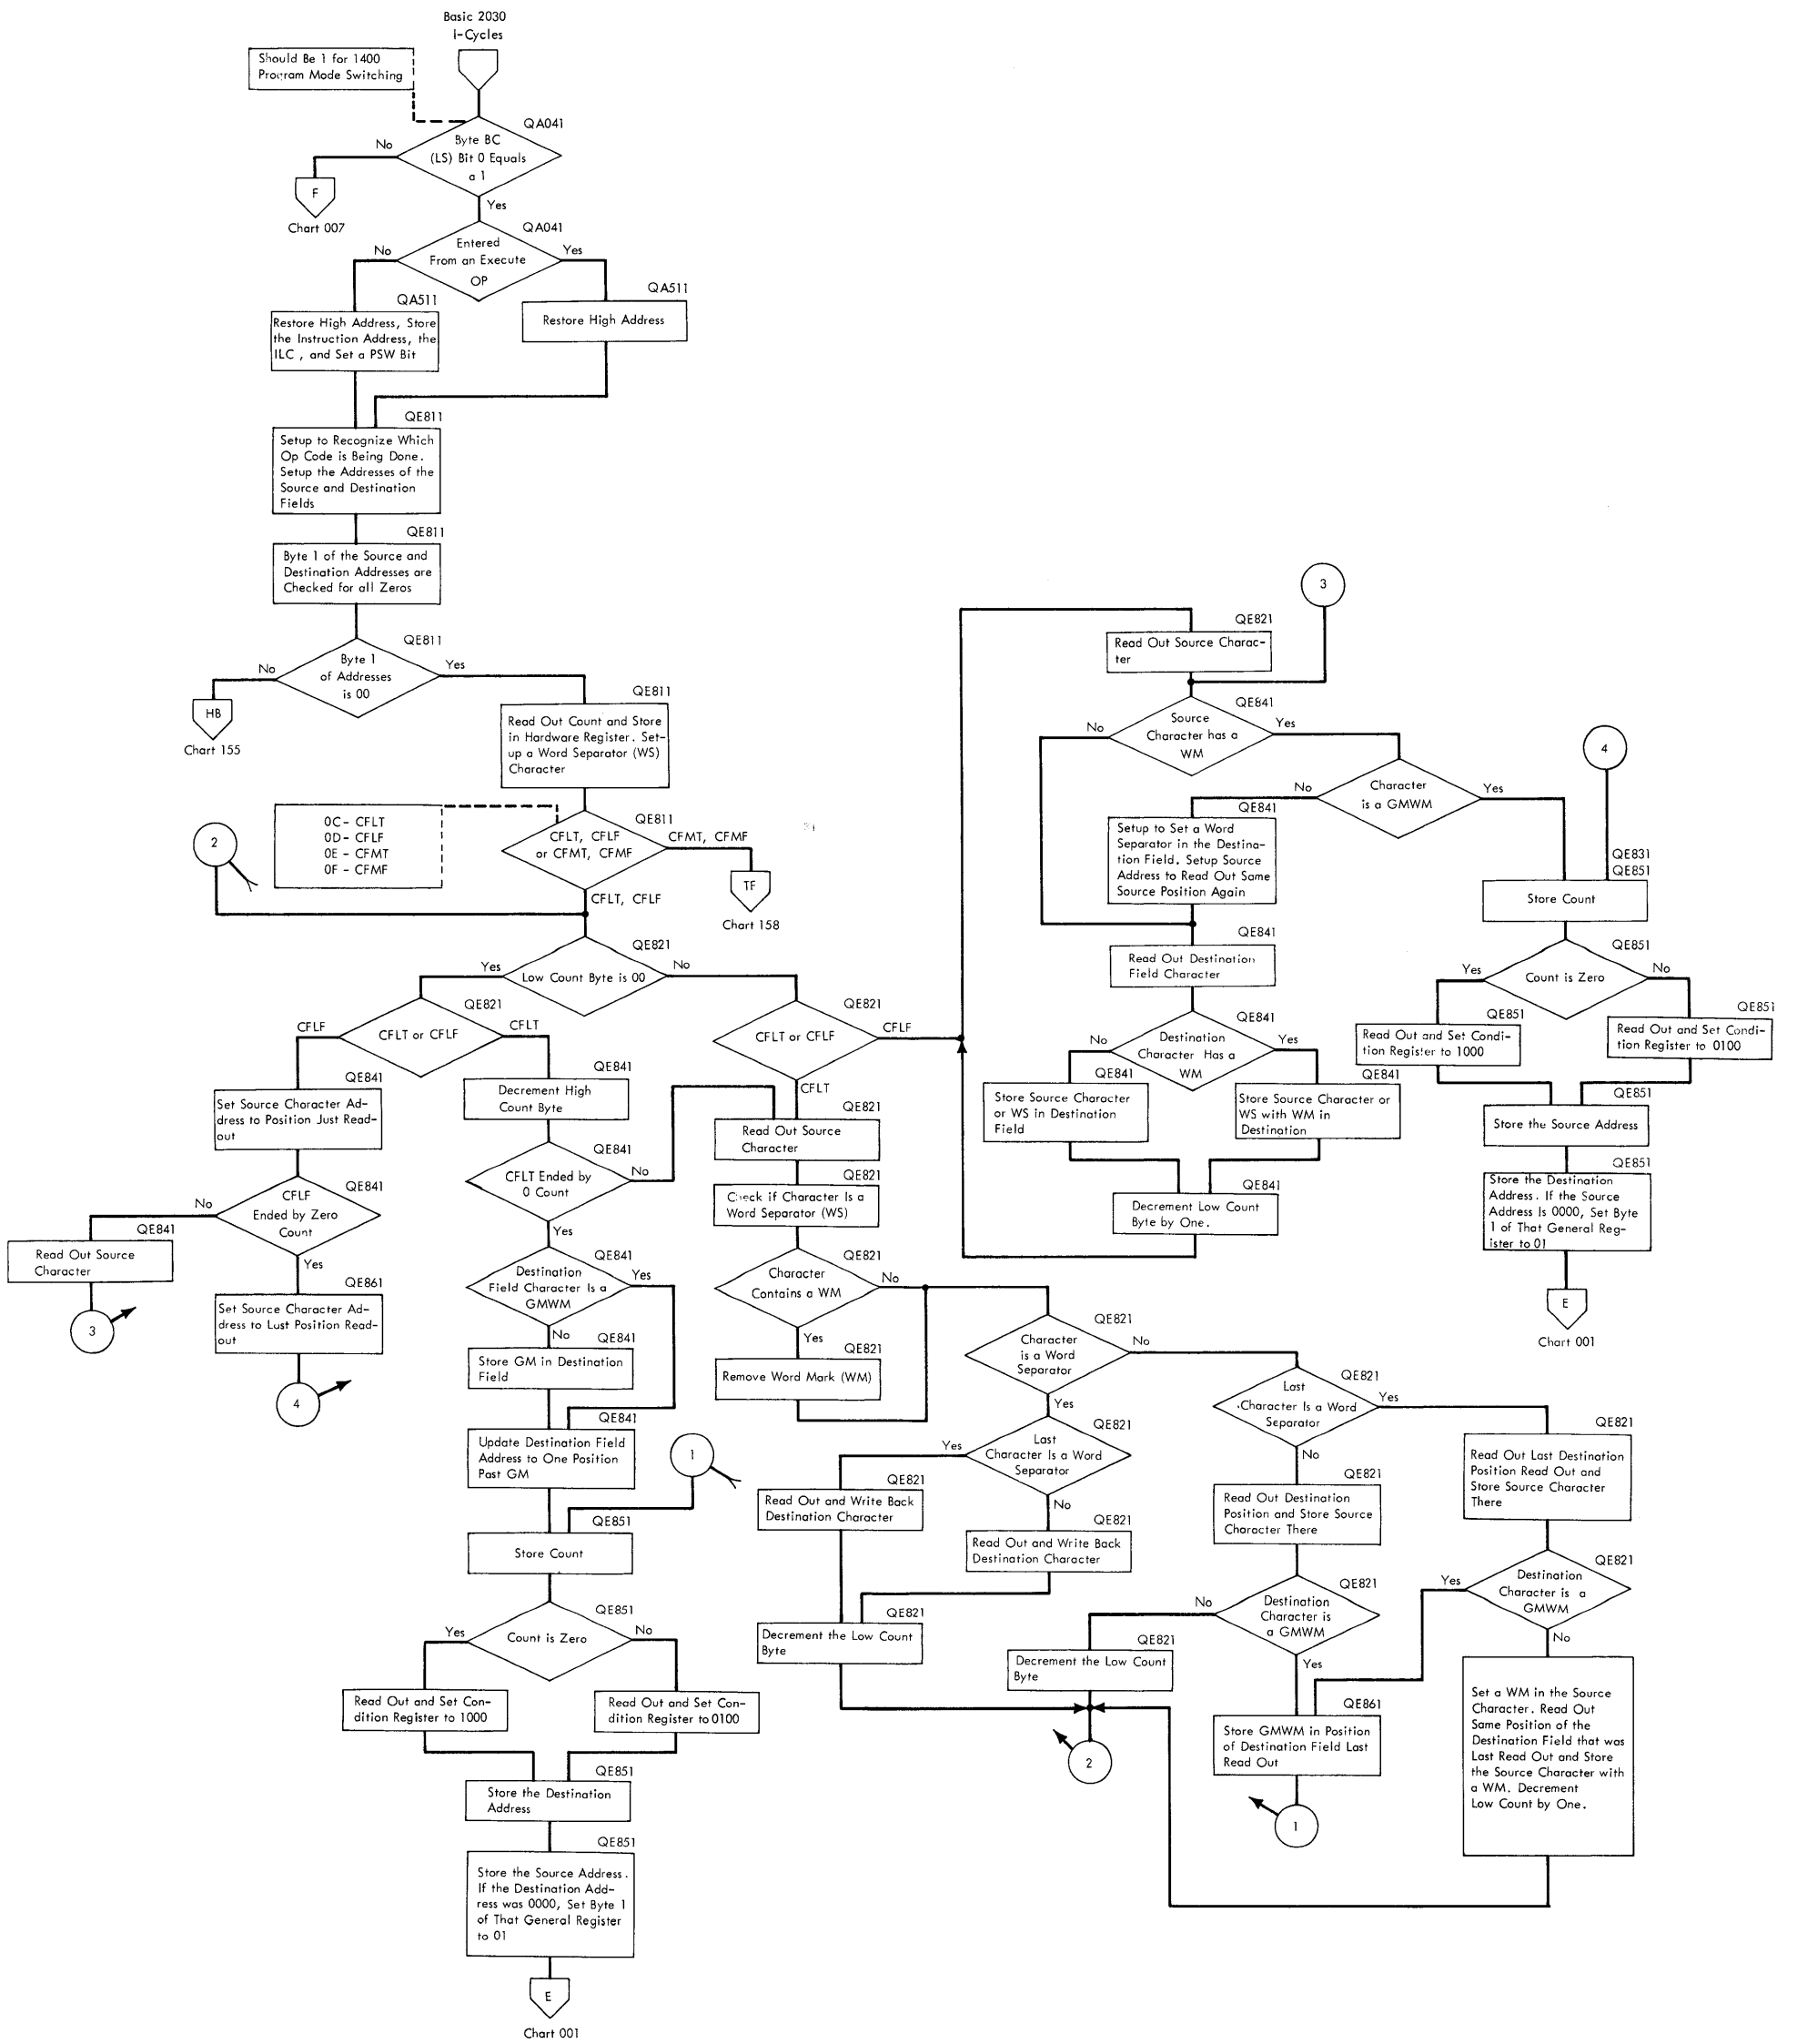 Basic 2030
I-Cycles
Should Be 1 for 1400
Program Mode Switching
QA041
Byte BC
(LS) Bit 0 Equals
a 1
No
F
Chart 007
Yes
QA041
Entered
From an Execute
OP
No
Yes
QA511
Restore High Address, Store
the Instruction Address, the
ILC , and Set a PSW Bit
QA511
Restore High Address
QE811
Setup to Recognize Which
Op Code is Being Done.
Setup the Addresses of the
Source and Destination
Fields
QE811
Byte 1 of the Source and
Destination Addresses are
Checked for all Zeros
QE811
Byte 1
of Addresses
is 00
No
HB
Chart 155
Yes
QE811
Read Out Count and Store
in Hardware Register. Set-
up a Word Separator (WS)
Character
0C - CFLT
0D - CFLF
0E - CFMT
0F - CFMF
QE811
CFLT, CFLF
or CFMT, CFMF
CFMT, CFMF
TF
Chart 158
2
CFLT, CFLF
QE821
Low Count Byte is 00
Yes
No
QE821
CFLT or CFLF
CFLF
CFLT
QE841
Set Source Character Ad-
dress to Position Just Read-
out
QE841
CFLF
Ended by Zero
Count
No
QE841
Read Out Source
Character
3
Yes
QE861
Set Source Character Ad-
dress to Lust Position Read-
out
4
QE841
Decrement High
Count Byte
QE841
CFLT Ended by
0 Count
No
Yes
QE841
Destination
Field Character Is a
GMWM
Yes
No
QE841
Store GM in Destination
Field
QE841
Update Destination Field
Address to One Position
Past GM
1
QE851
Store Count
QE851
Count is Zero
Yes
No
Read Out and Set Con-
dition Register to 1000
Read Out and Set Con-
dition Register to 0100
QE851
Store the Destination
Address
QE851
Store the Source Address.
If the Destination Add-
ress was 0000, Set Byte 1
of That General Register
to 01
E
Chart 001
QE821
CFLT or CFLF
CFLF
CFLT
QE821
Read Out Source
Character
QE821
Check if Character Is a
Word Separator (WS)
QE821
Character
Contains a WM
No
Yes
QE821
Remove Word Mark (WM)
QE821
Character
is a Word
Separator
No
Yes
QE821
Last
Character Is a Word
Separator
Yes
QE821
Read Out and Write Back
Destination Character
No
QE821
Read Out and Write Back
Destination Character
QE821
Decrement the Low Count
Byte
QE821
Last
Character Is a Word
Separator
Yes
No
QE821
Read Out Destination
Position and Store Source
Character There
QE821
Destination
Character is
a GMWM
No
QE821
Decrement the Low Count
Byte
2
Yes
QE861
Store GMWM in Position
of Destination Field Last
Read Out
1
QE821
Read Out Last Destination
Position Read Out and
Store Source Character
There
QE821
Destination
Character is a
GMWM
Yes
No
Set a WM in the Source
Character. Read Out
Same Position of the
Destination Field that was
Last Read Out and Store
the Source Character with
a WM. Decrement
Low Count by One.
3
QE821
Read Out Source Charac-
ter
QE841
Source
Character has a
WM
No
Yes
Character
is a GMWM
No
Yes
QE841
Setup to Set a Word
Separator in the Destina-
tion Field. Setup Source
Address to Read Out Same
Source Position Again
QE841
Read Out Destination
Field Character
QE841
Destination
Character Has a
WM
No
Yes
QE841
Store Source Character
or WS in Destination
Field
QE841
Store Source Character or
WS with WM in
Destination
QE841
Decrement Low Count
Byte by One.
4
QE831
QE851
Store Count
QE851
Count is Zero
Yes
No
QE851
Read Out and Set Condi-
tion Register to 1000
QE851
Read Out and Set Condi-
tion Register to 0100
QE851
Store the Source Address
QE851
Store the Destination
Address. If the Source
Address Is 0000, Set Byte
1 of That General Reg-
ister to 01
E
Chart 001